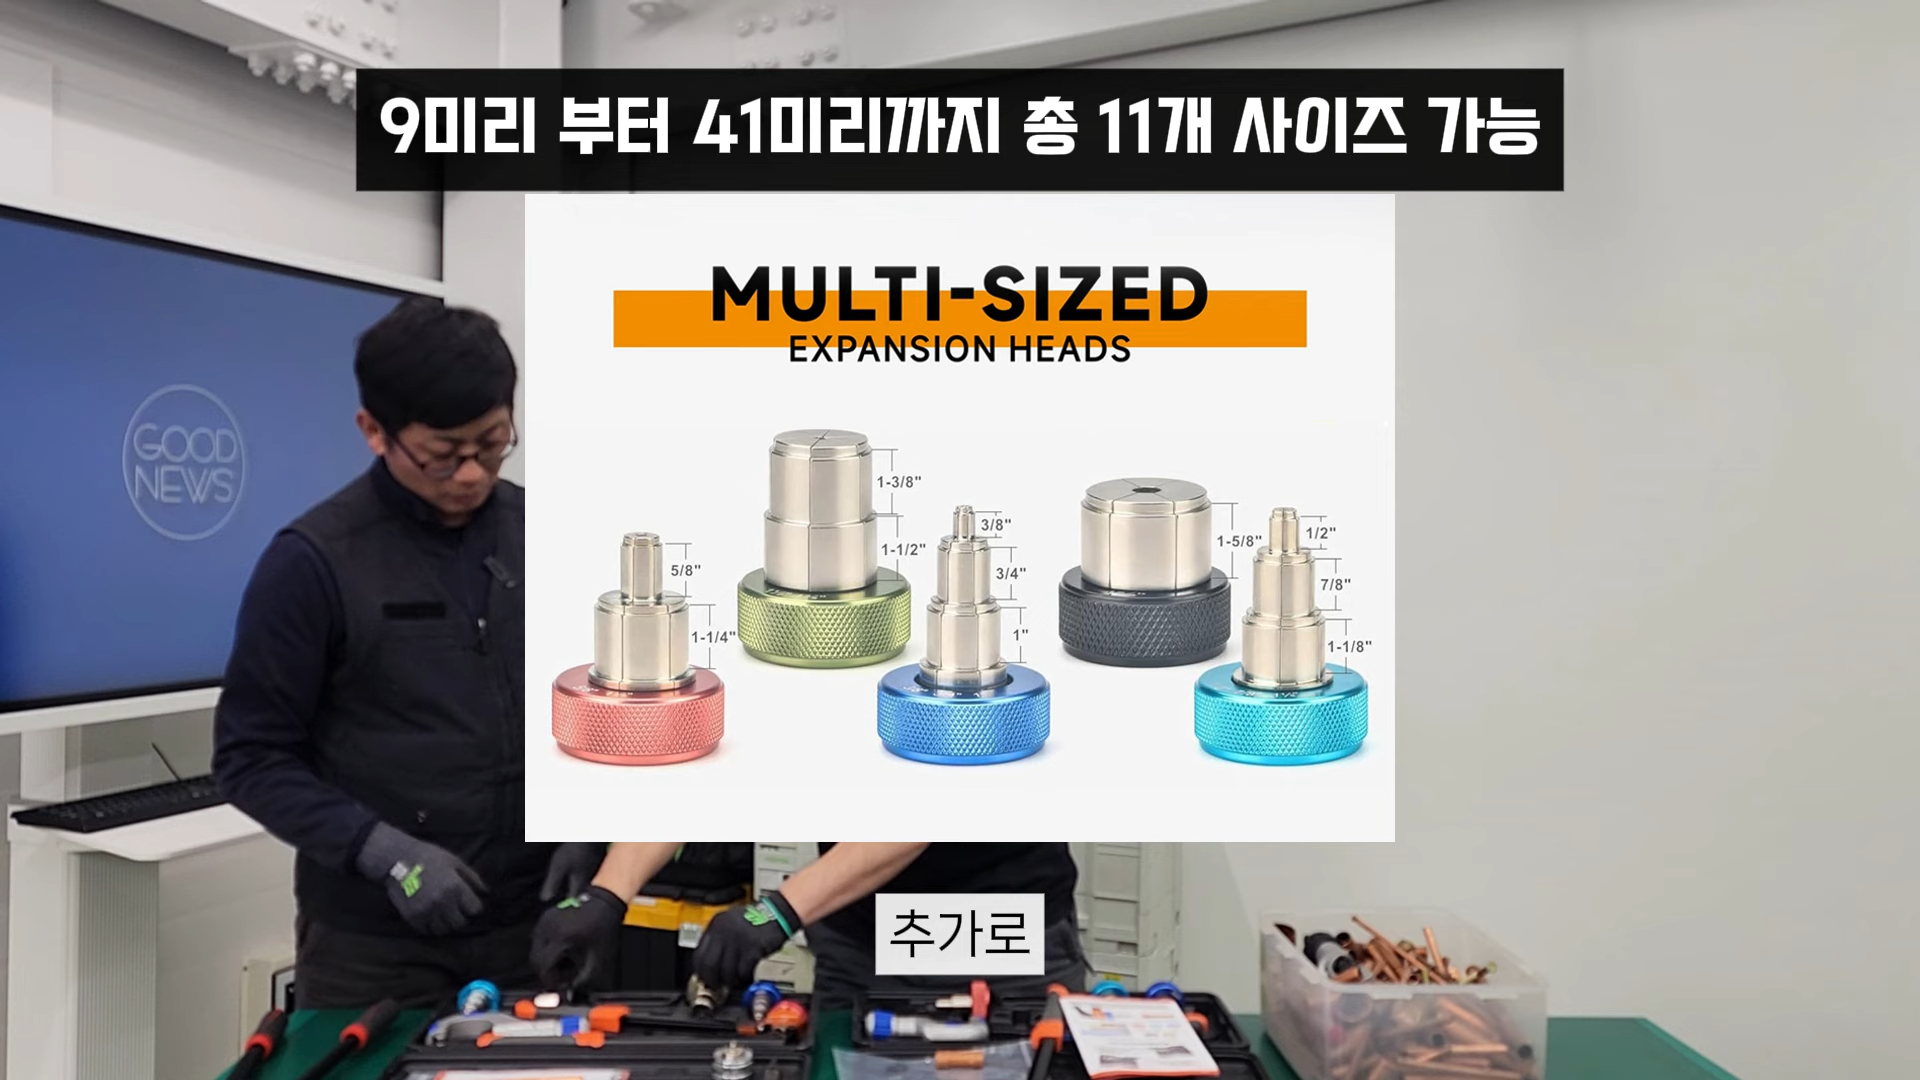 9미리 부터 41미리까지 총 11개 사이즈 가능
MULTI-SIZED
EXPANSION HEADS
GOOD
NEWS
1-3/8"
1-1/2"
3/8"
3/4"
1"
1-5/8"
1/2"
7/8"
1-1/8"
5/8"
1-1/4"
추가로